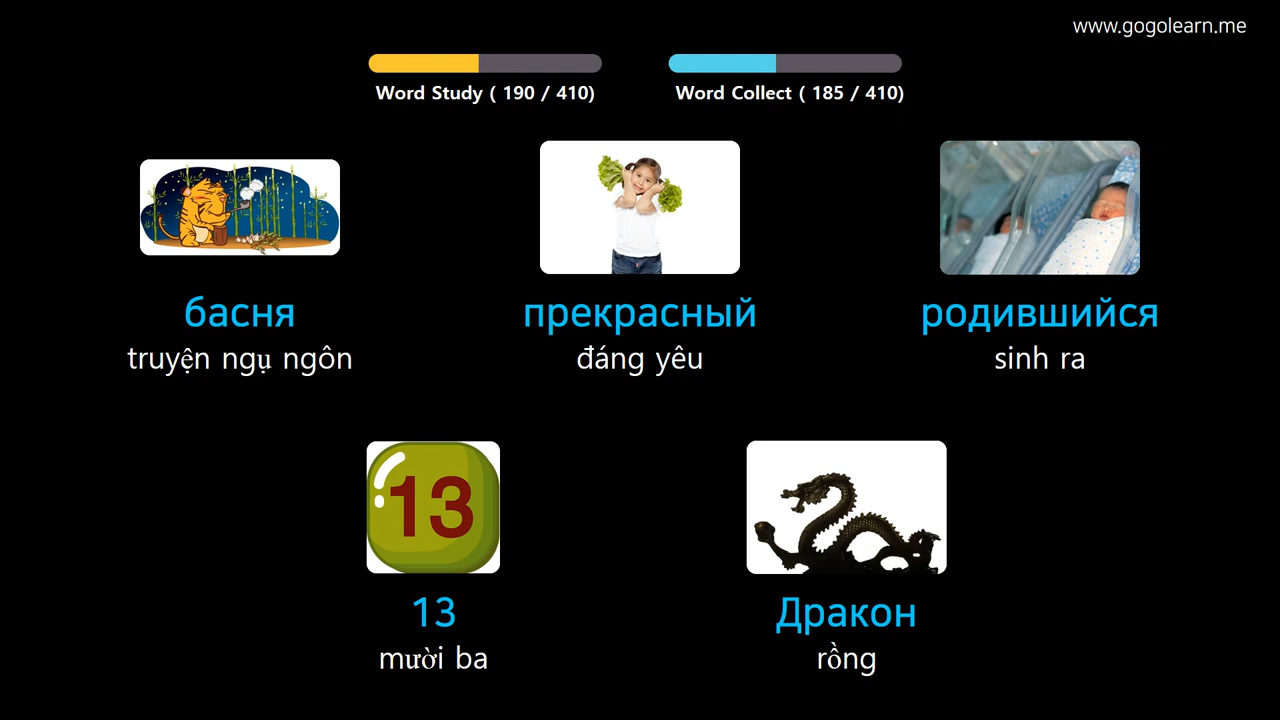 www.gogolearn.me
Word Study ( 190 / 410)
Word Collect ( 185 / 410)
басня
truyện ngụ ngôn
прекрасный
đáng yêu
родившийся
sinh ra
13
13
mười ba
Дракон
rồng